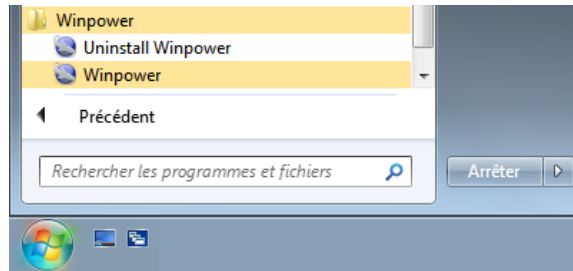 Winpower
Uninstall Winpower
Winpower
Précédent
Rechercher les programmes et fichiers
Arrêter